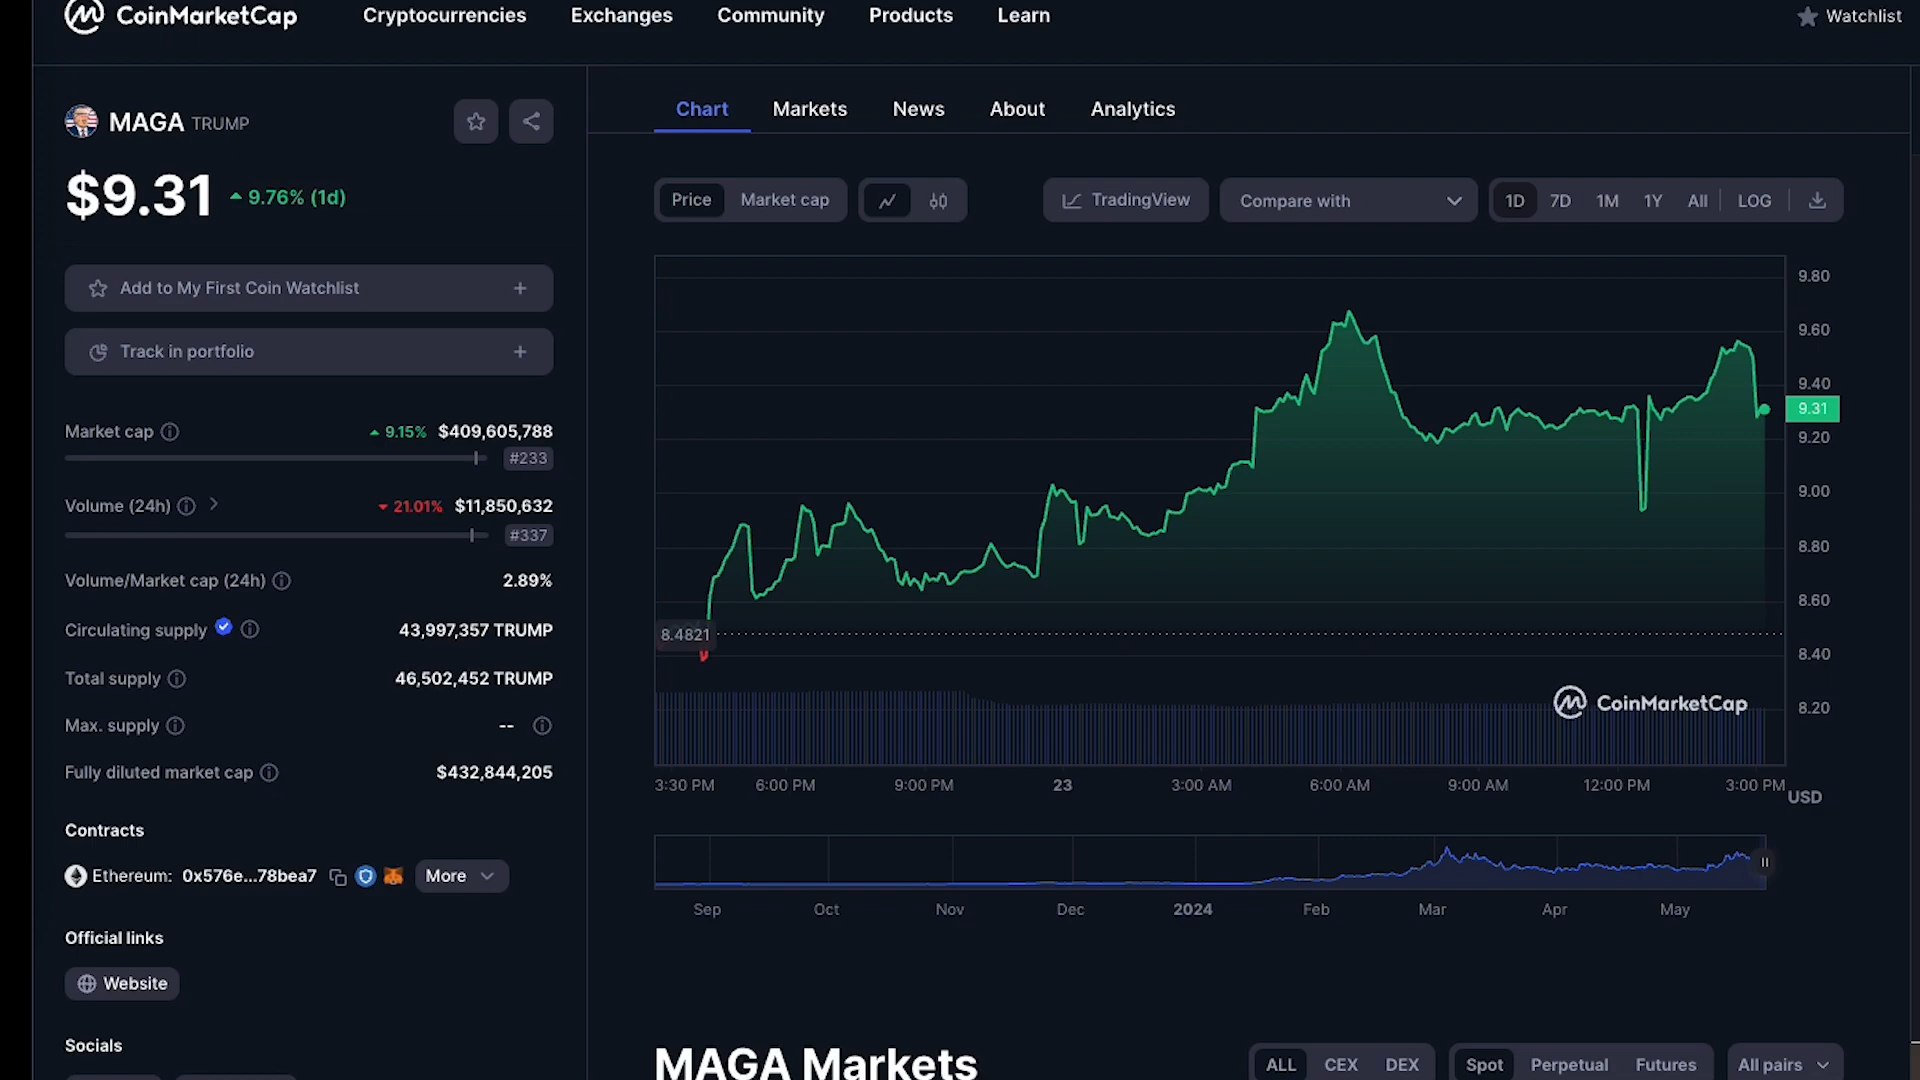 CoinMarketCap
Cryptocurrencies Exchanges Community Products Learn
Watchlist
MAGA TRUMP
$9.31 9.76% (1d)
Add to My First Coin Watchlist +
Track in portfolio +
Market cap 9.15% $409,605,788
#233
Volume (24h) 21.01% $11,850,632
#337
Volume/Market cap (24h) 2.89%
Circulating supply 43,997,357 TRUMP
Total supply 46,502,452 TRUMP
Max. supply --
Fully diluted market cap $432,844,205
Contracts
Ethereum: 0x576e...78bea7 More
Official links
Website
Socials
Chart Markets News About Analytics
Price Market cap TradingView Compare with 1D 7D 1M 1Y All LOG
9.80
9.60
9.40
9.31
9.20
9.00
8.80
8.60
8.4821
8.40
CoinMarketCap
8.20
3:30 PM 6:00 PM 9:00 PM 23 3:00 AM 6:00 AM 9:00 AM 12:00 PM 3:00 PM
USD
Sep Oct Nov Dec 2024 Feb Mar Apr May
MAGA Markets
ALL CEX DEX Spot Perpetual Futures All pairs